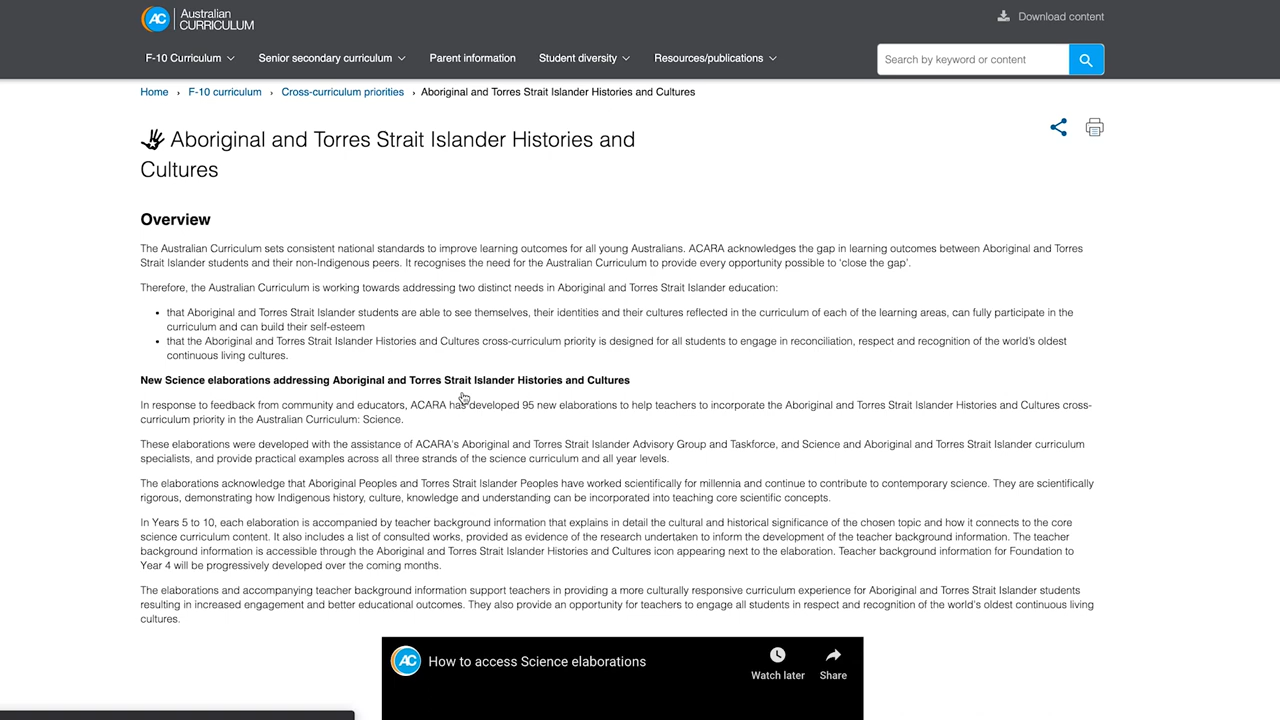 AC Australian CURRICULUM
Download content
F-10 Curriculum Senior secondary curriculum Parent information Student diversity Resources/publications Search by keyword or content
Home › F-10 curriculum › Cross-curriculum priorities › Aboriginal and Torres Strait Islander Histories and Cultures
Aboriginal and Torres Strait Islander Histories and
Cultures
Overview
The Australian Curriculum sets consistent national standards to improve learning outcomes for all young Australians. ACARA acknowledges the gap in learning outcomes between Aboriginal and Torres
Strait Islander students and their non-Indigenous peers. It recognises the need for the Australian Curriculum to provide every opportunity possible to ‘close the gap’.
Therefore, the Australian Curriculum is working towards addressing two distinct needs in Aboriginal and Torres Strait Islander education:
• that Aboriginal and Torres Strait Islander students are able to see themselves, their identities and their cultures reflected in the curriculum of each of the learning areas, can fully participate in the
curriculum and can build their self-esteem
• that the Aboriginal and Torres Strait Islander Histories and Cultures cross-curriculum priority is designed for all students to engage in reconciliation, respect and recognition of the world’s oldest
continuous living cultures.
New Science elaborations addressing Aboriginal and Torres Strait Islander Histories and Cultures
In response to feedback from community and educators, ACARA has developed 95 new elaborations to help teachers to incorporate the Aboriginal and Torres Strait Islander Histories and Cultures cross-
curriculum priority in the Australian Curriculum: Science.
These elaborations were developed with the assistance of ACARA's Aboriginal and Torres Strait Islander Advisory Group and Taskforce, and Science and Aboriginal and Torres Strait Islander curriculum
specialists, and provide practical examples across all three strands of the science curriculum and all year levels.
The elaborations acknowledge that Aboriginal Peoples and Torres Strait Islander Peoples have worked scientifically for millennia and continue to contribute to contemporary science. They are scientifically
rigorous, demonstrating how Indigenous history, culture, knowledge and understanding can be incorporated into teaching core scientific concepts.
In Years 5 to 10, each elaboration is accompanied by teacher background information that explains in detail the cultural and historical significance of the chosen topic and how it connects to the core
science curriculum content. It also includes a list of consulted works, provided as evidence of the research undertaken to inform the development of the teacher background information. The teacher
background information is accessible through the Aboriginal and Torres Strait Islander Histories and Cultures icon appearing next to the elaboration. Teacher background information for Foundation to
Year 4 will be progressively developed over the coming months.
The elaborations and accompanying teacher background information support teachers in providing a more culturally responsive curriculum experience for Aboriginal and Torres Strait Islander students
resulting in increased engagement and better educational outcomes. They also provide an opportunity for teachers to engage all students in respect and recognition of the world's oldest continuous living
cultures.
AC How to access Science elaborations
Watch later Share